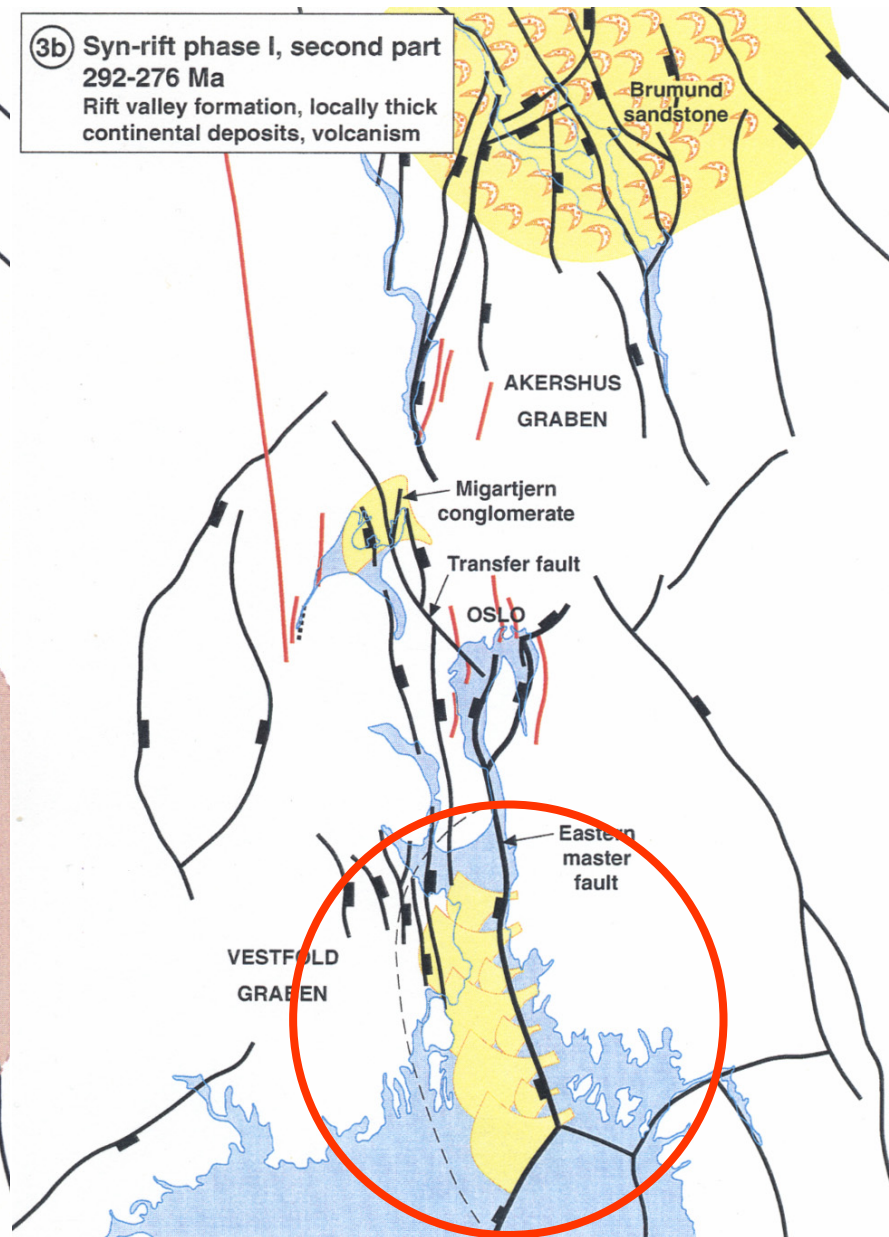 3b Syn-rift phase I, second part
292-276 Ma
Rift valley formation, locally thick
continental deposits, volcanism
Brumund
sandstone
AKERSHUS
GRABEN
Migartjern
conglomerate
Transfer fault
OSLO
Eastern
master
fault
VESTFOLD
GRABEN